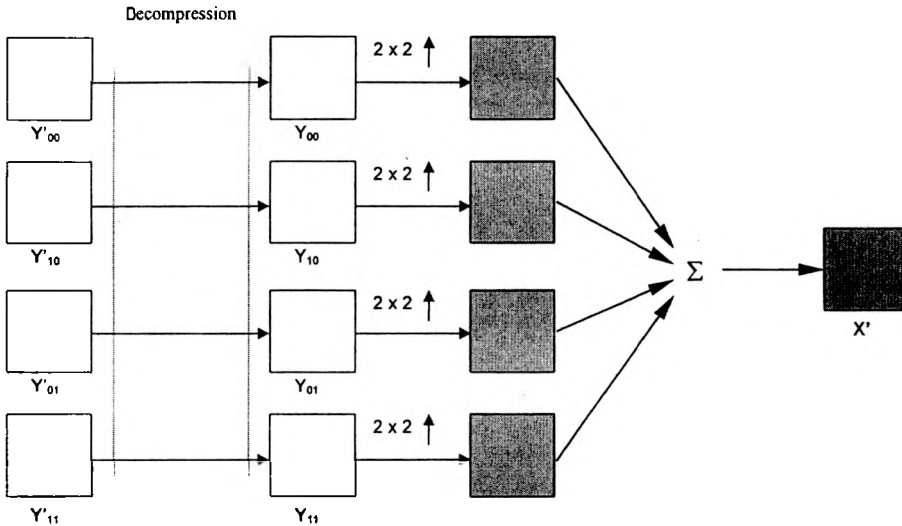 Decompression
2 x 2 ↑
Y'00
Y00
2 x 2 ↑
Y'10
Y10
Σ
X'
2 x 2 ↑
Y'01
Y01
2 x 2 ↑
Y'11
Y11